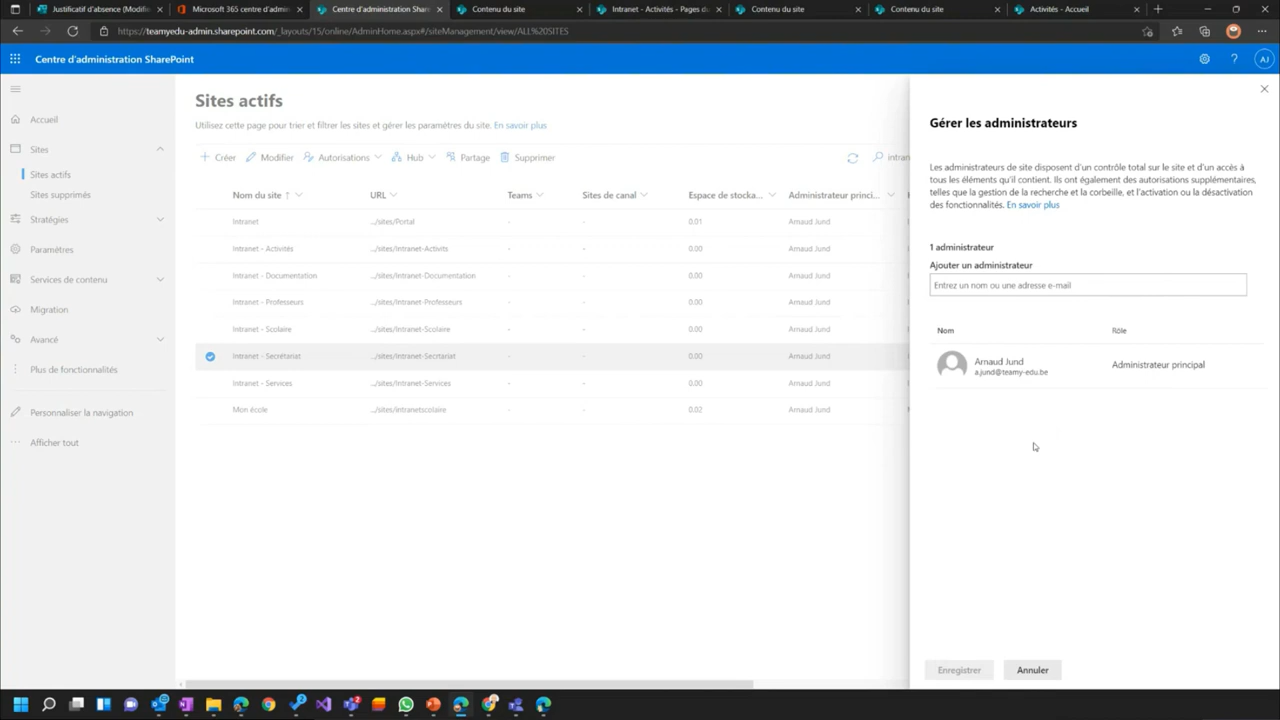 Justificatif d'absence (Modifie
Microsoft 365 centre d'admini
Centre d'administration Share
Contenu du site
Intranet - Activités - Pages du
Contenu du site
Contenu du site
Activités - Accueil
https://teamyedu-admin.sharepoint.com/_layouts/15/online/AdminHome.aspx#/siteManagement/view/ALL%20SITES
Centre d'administration SharePoint
AJ
Accueil
Sites
Sites actifs
Sites supprimés
Stratégies
Paramètres
Services de contenu
Migration
Avancé
Plus de fonctionnalités
Personnaliser la navigation
Afficher tout
Sites actifs
Utilisez cette page pour trier et filtrer les sites et gérer les paramètres du site. En savoir plus
Créer Modifier Autorisations Hub Partage Supprimer intran
Nom du site ↑ URL Teams Sites de canal Espace de stocka... Administrateur princi...
Intranet .../sites/Portal - - 0.01 Arnaud Jund
Intranet - Activités .../sites/Intranet-Activits - - 0.00 Arnaud Jund
Intranet - Documentation .../sites/Intranet-Documentation - - 0.00 Arnaud Jund
Intranet - Professeurs .../sites/Intranet-Professeurs - - 0.00 Arnaud Jund
Intranet - Scolaire .../sites/Intranet-Scolaire - - 0.00 Arnaud Jund
Intranet - Secrétariat .../sites/Intranet-Secrtariat - - 0.00 Arnaud Jund
Intranet - Services .../sites/Intranet-Services - - 0.00 Arnaud Jund
Mon école .../sites/Intranetscolaire - - 0.02 Arnaud Jund
Gérer les administrateurs
Les administrateurs de site disposent d'un contrôle total sur le site et d'un accès à
tous les éléments qu'il contient. Ils ont également des autorisations supplémentaires,
telles que la gestion de la recherche et la corbeille, et l'activation ou la désactivation
des fonctionnalités. En savoir plus
1 administrateur
Ajouter un administrateur
Entrez un nom ou une adresse e-mail
Nom Rôle
Arnaud Jund
a.jund@teamy-edu.be
Administrateur principal
Enregistrer Annuler